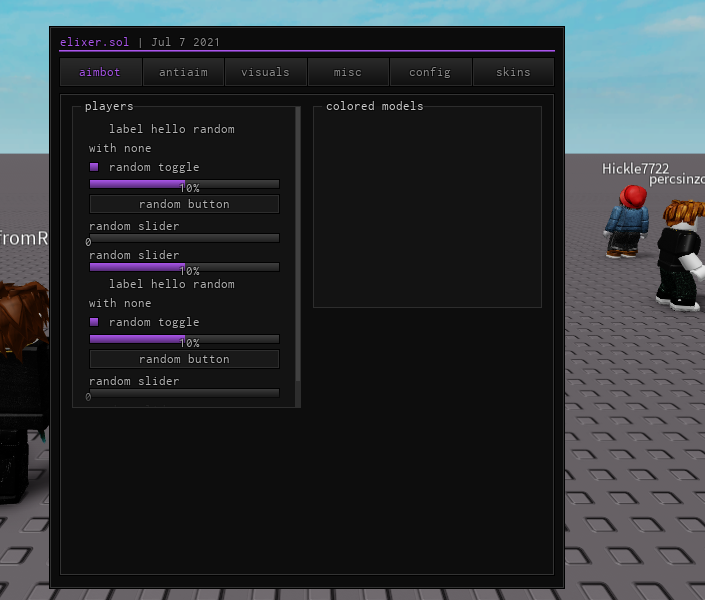 elixer.sol | Jul 7 2021
aimbot antiaim visuals misc config skins
players
label hello random
with none
random toggle
10%
random button
random slider
0
random slider
10%
label hello random
with none
random toggle
10%
random button
random slider
0
colored models
Hickle7722
percsinzo
fromR